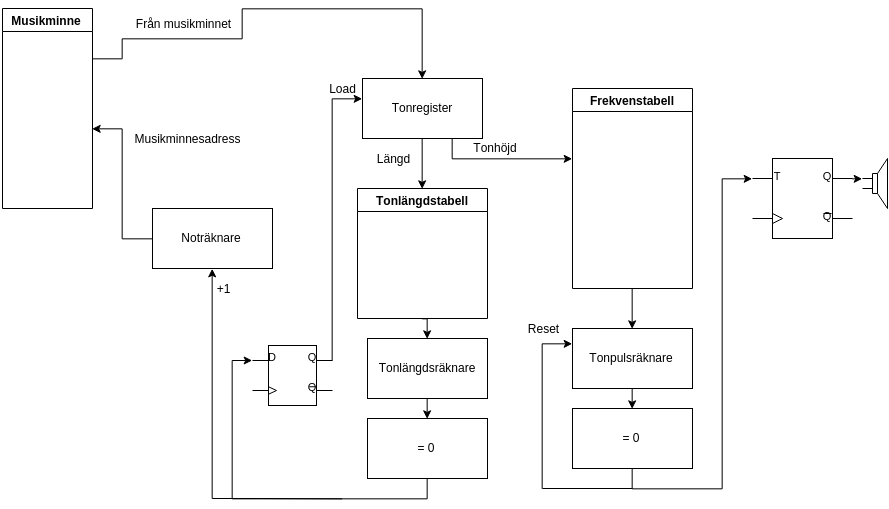 Musikminne
Från musikminnet
Load
Tonregister
Frekvenstabell
Musikminnesadress
Längd
Tonhöjd
T
Q
Q
Tonlängdstabell
Noträknare
+1
Reset
D
Q
Q
Tonlängdsräknare
Tonpulsräknare
= 0
= 0